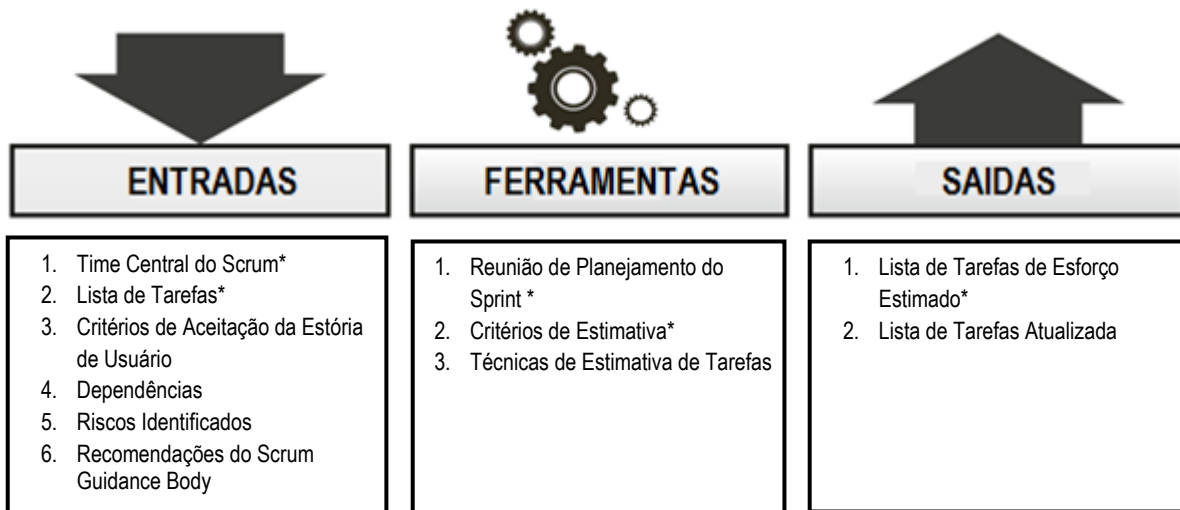 ENTRADAS
1. Time Central do Scrum*
2. Lista de Tarefas*
3. Critérios de Aceitação da Estória
de Usuário
4. Dependências
5. Riscos Identificados
6. Recomendações do Scrum
Guidance Body
FERRAMENTAS
1. Reunião de Planejamento do
Sprint *
2. Critérios de Estimativa*
3. Técnicas de Estimativa de Tarefas
SAIDAS
1. Lista de Tarefas de Esforço
Estimado*
2. Lista de Tarefas Atualizada